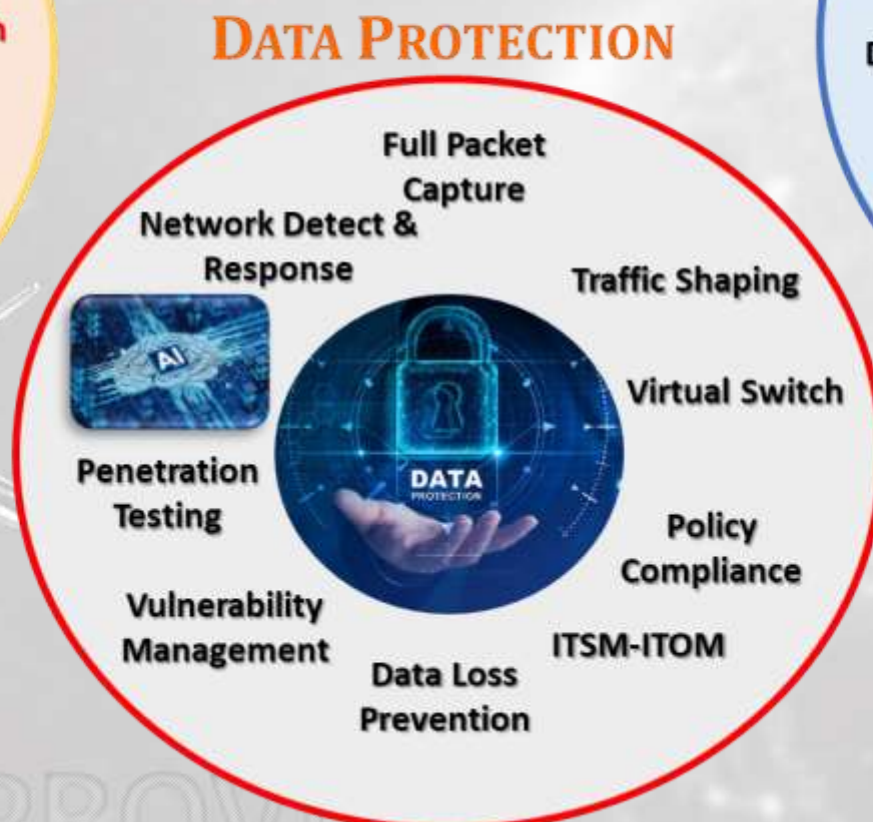 DATA PROTECTION
Full Packet
Capture
Network Detect &
Response
Traffic Shaping
AI
Virtual Switch
DATA
PROTECTION
Penetration
Testing
Policy
Compliance
Vulnerability
Management
ITSM-ITOM
Data Loss
Prevention